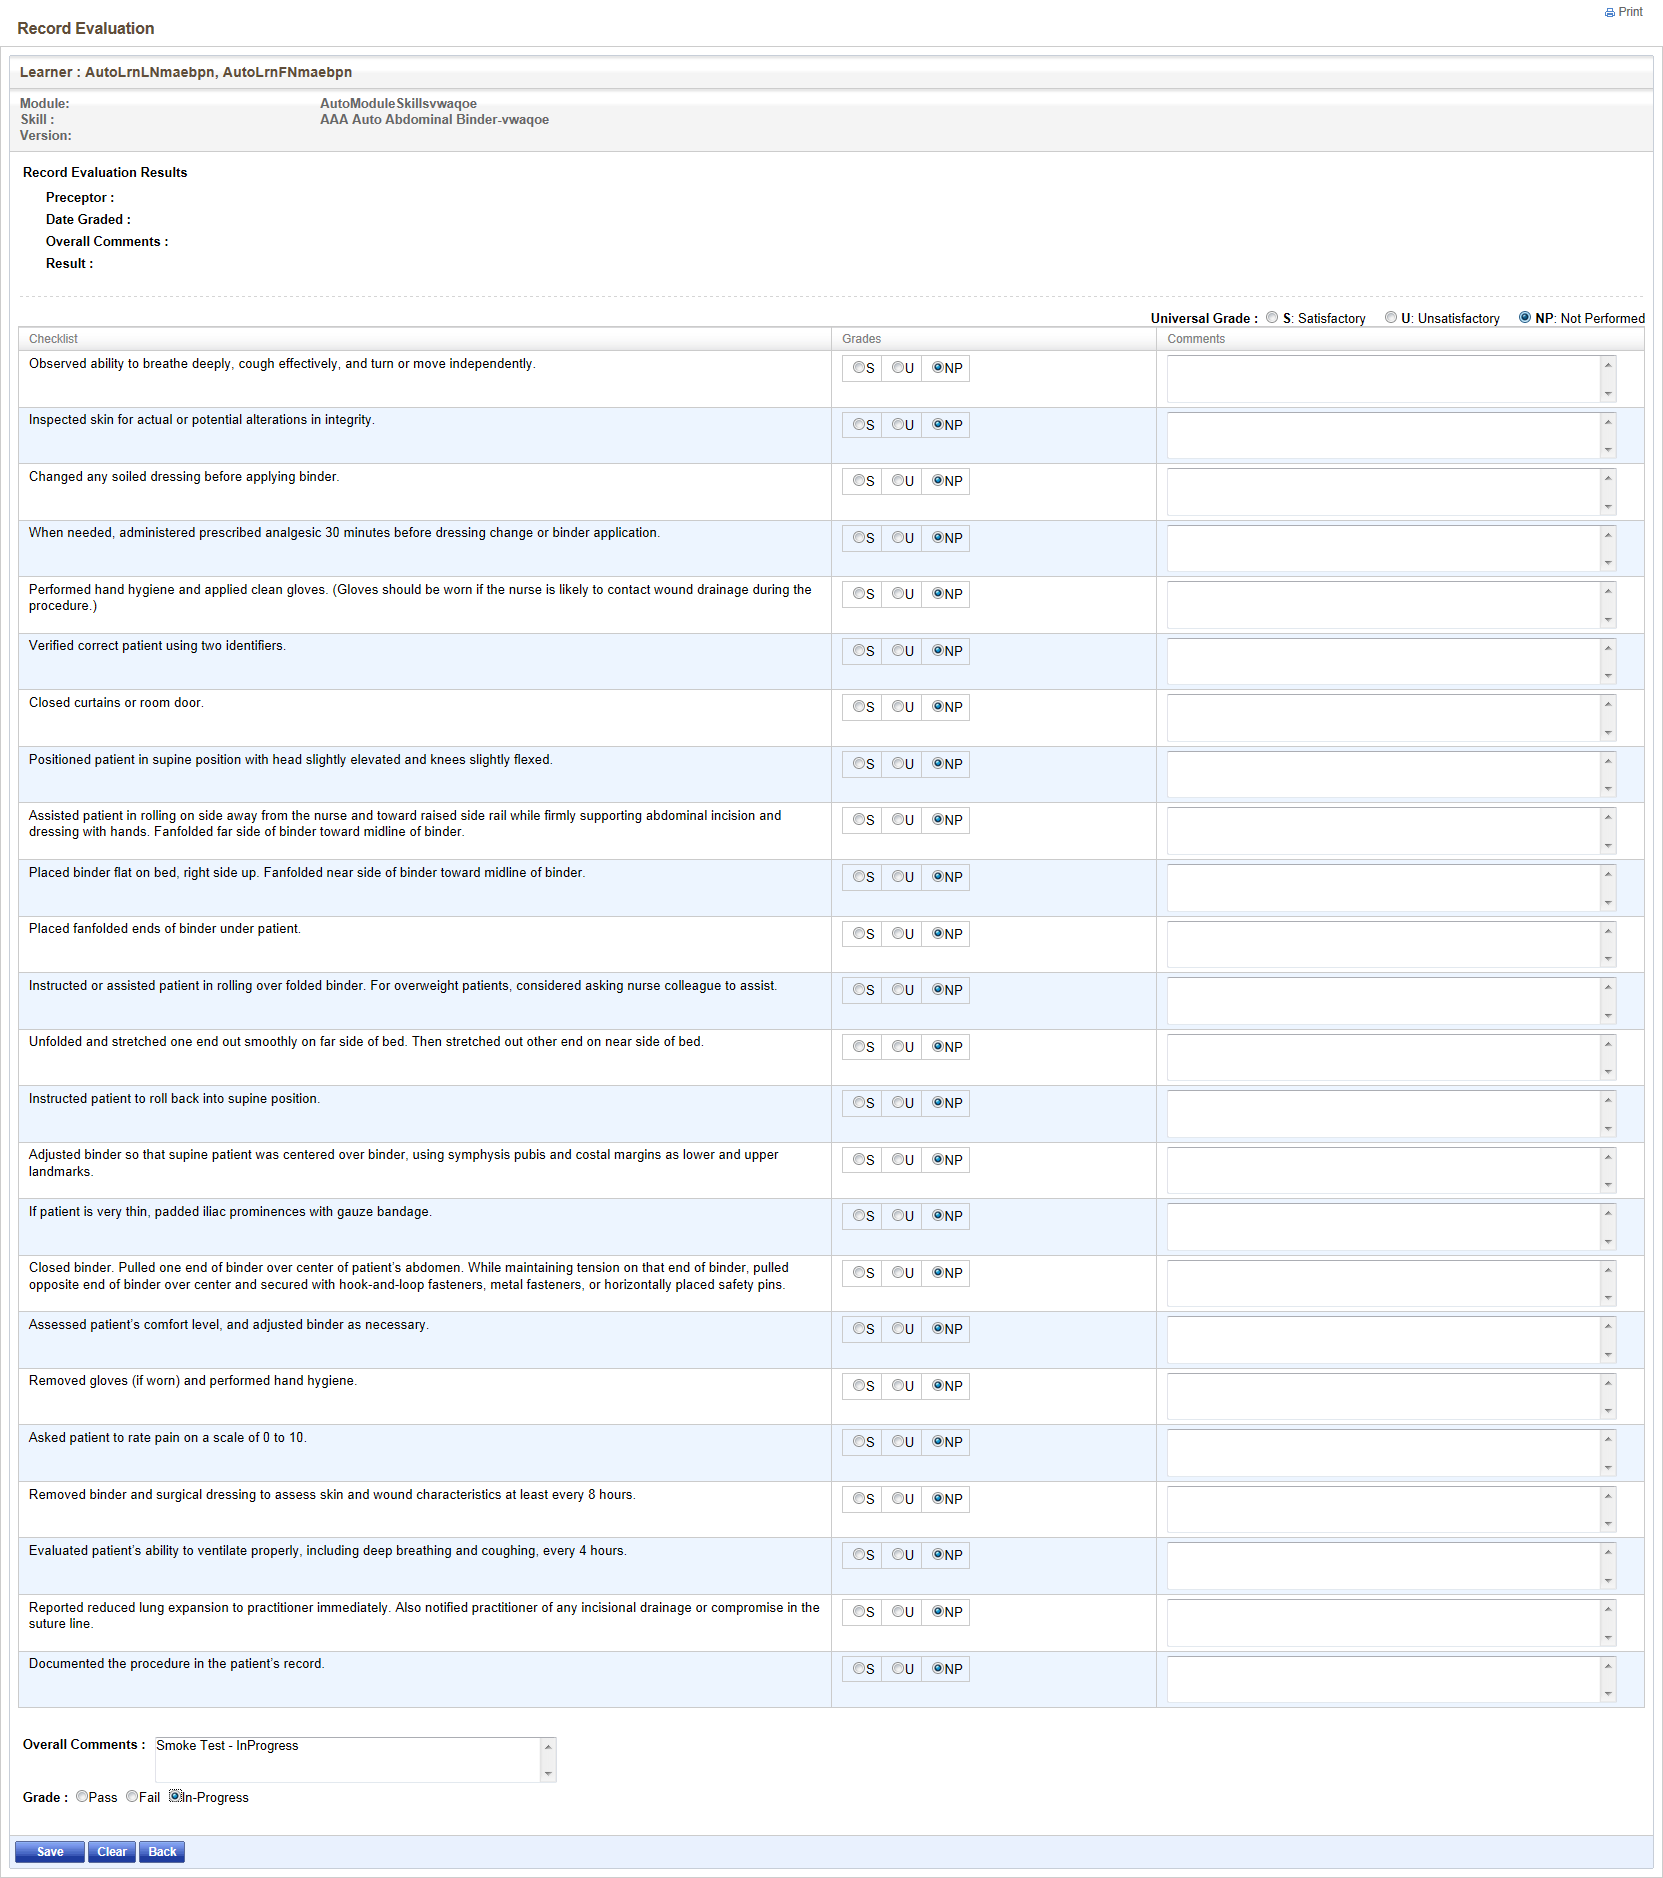 Print
Record Evaluation
Learner : AutoLrnLNmaebpn, AutoLrnFNmaebpn
Module: AutoModuleSkillsvwaqoe
Skill : AAA Auto Abdominal Binder-vwaqoe
Version:
Record Evaluation Results
Preceptor :
Date Graded :
Overall Comments :
Result :
Universal Grade : S: Satisfactory U: Unsatisfactory NP: Not Performed
Checklist Grades Comments
Observed ability to breathe deeply, cough effectively, and turn or move independently. S U NP
Inspected skin for actual or potential alterations in integrity. S U NP
Changed any soiled dressing before applying binder. S U NP
When needed, administered prescribed analgesic 30 minutes before dressing change or binder application. S U NP
Performed hand hygiene and applied clean gloves. (Gloves should be worn if the nurse is likely to contact wound drainage during the S U NP
procedure.)
Verified correct patient using two identifiers. S U NP
Closed curtains or room door. S U NP
Positioned patient in supine position with head slightly elevated and knees slightly flexed. S U NP
Assisted patient in rolling on side away from the nurse and toward raised side rail while firmly supporting abdominal incision and S U NP
dressing with hands. Fanfolded far side of binder toward midline of binder.
Placed binder flat on bed, right side up. Fanfolded near side of binder toward midline of binder. S U NP
Placed fanfolded ends of binder under patient. S U NP
Instructed or assisted patient in rolling over folded binder. For overweight patients, considered asking nurse colleague to assist. S U NP
Unfolded and stretched one end out smoothly on far side of bed. Then stretched out other end on near side of bed. S U NP
Instructed patient to roll back into supine position. S U NP
Adjusted binder so that supine patient was centered over binder, using symphysis pubis and costal margins as lower and upper S U NP
landmarks.
If patient is very thin, padded iliac prominences with gauze bandage. S U NP
Closed binder. Pulled one end of binder over center of patient's abdomen. While maintaining tension on that end of binder, pulled S U NP
opposite end of binder over center and secured with hook-and-loop fasteners, metal fasteners, or horizontally placed safety pins.
Assessed patient's comfort level, and adjusted binder as necessary. S U NP
Removed gloves (if worn) and performed hand hygiene. S U NP
Asked patient to rate pain on a scale of 0 to 10. S U NP
Removed binder and surgical dressing to assess skin and wound characteristics at least every 8 hours. S U NP
Evaluated patient's ability to ventilate properly, including deep breathing and coughing, every 4 hours. S U NP
Reported reduced lung expansion to practitioner immediately. Also notified practitioner of any incisional drainage or compromise in the S U NP
suture line.
Documented the procedure in the patient's record. S U NP
Overall Comments : Smoke Test - InProgress
Grade : Pass Fail In-Progress
Save Clear Back